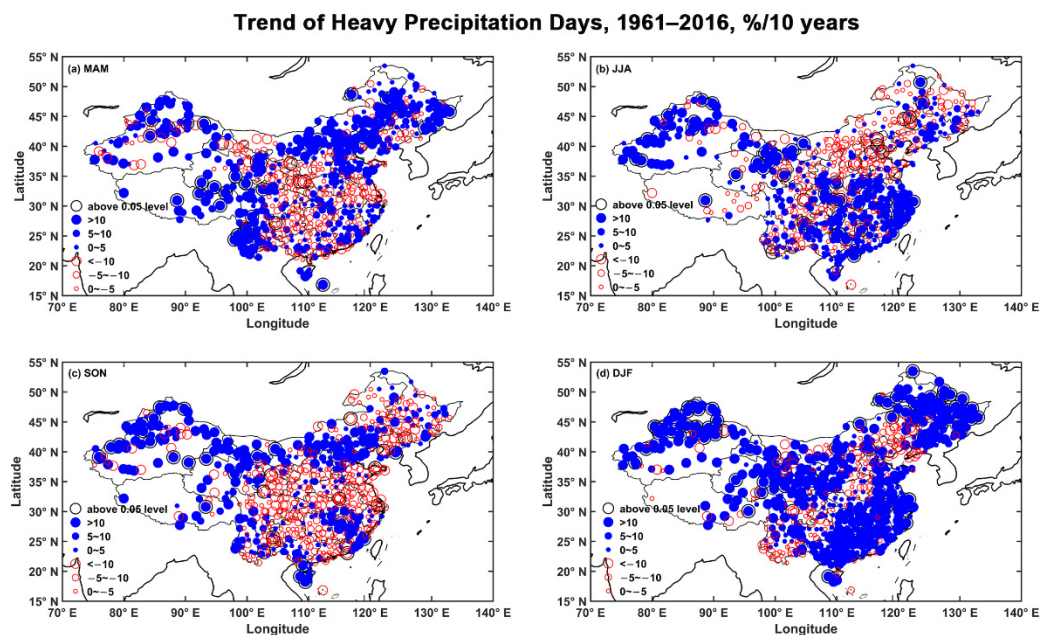 Trend of Heavy Precipitation Days, 1961–2016, %/10 years
55° N
50° N
45° N
40° N
35° N
30° N
25° N
20° N
15° N
Latitude
(a) MAM
above 0.05 level
>10
5~10
0~5
<−10
−5~−10
0~−5
70° E 80° E 90° E 100° E 110° E 120° E 130° E 140° E
Longitude
55° N
50° N
45° N
40° N
35° N
30° N
25° N
20° N
15° N
Latitude
(b) JJA
above 0.05 level
>10
5~10
0~5
<−10
−5~−10
0~−5
70° E 80° E 90° E 100° E 110° E 120° E 130° E 140° E
Longitude
55° N
50° N
45° N
40° N
35° N
30° N
25° N
20° N
15° N
Latitude
(c) SON
above 0.05 level
>10
5~10
0~5
<−10
−5~−10
0~−5
70° E 80° E 90° E 100° E 110° E 120° E 130° E 140° E
Longitude
55° N
50° N
45° N
40° N
35° N
30° N
25° N
20° N
15° N
Latitude
(d) DJF
above 0.05 level
>10
5~10
0~5
<−10
−5~−10
0~−5
70° E 80° E 90° E 100° E 110° E 120° E 130° E 140° E
Longitude